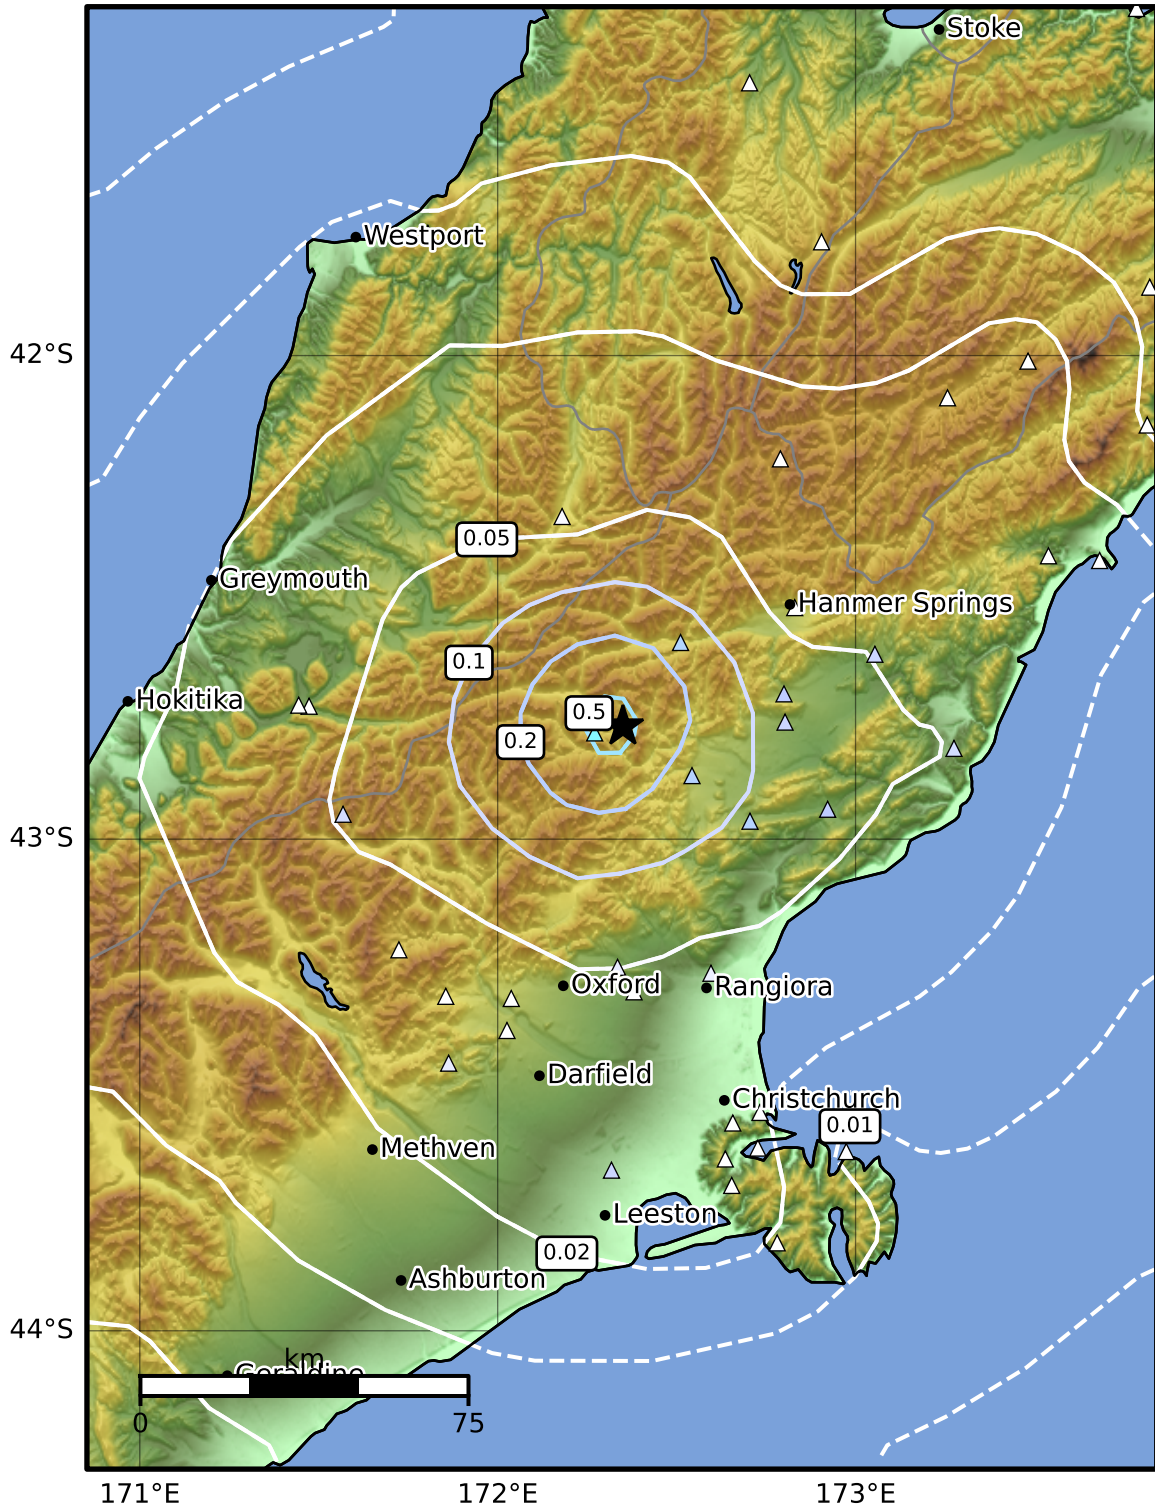 Stoke
Westport
42°S
0.05
Greymouth
Hanmer Springs
0.1
Hokitika
0.5
0.2
43°S
Oxford
Rangiora
Darfield
Christchurch
0.01
Methven
Leeston
0.02
Ashburton
44°S
km
Geraldine
0
75
171°E
172°E
173°E